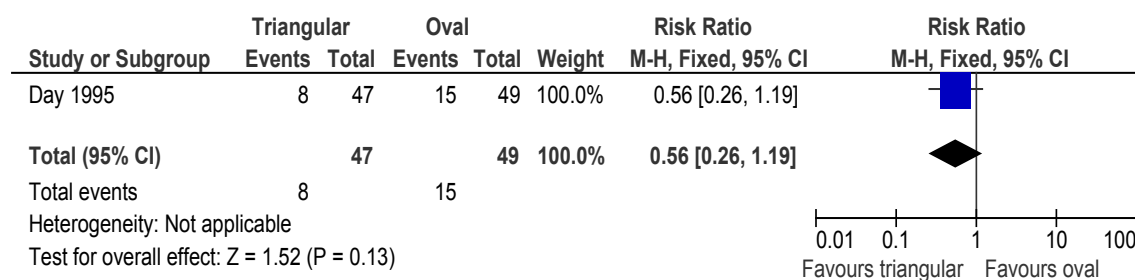 Triangular Oval Risk Ratio Risk Ratio
Study or Subgroup Events Total Events Total Weight M-H, Fixed, 95% CI M-H, Fixed, 95% CI
Day 1995 8 47 15 49 100.0% 0.56 [0.26, 1.19]
Total (95% CI) 47 49 100.0% 0.56 [0.26, 1.19]
Total events 8 15
Heterogeneity: Not applicable
Test for overall effect: Z = 1.52 (P = 0.13)
0.01 0.1 1 10 100
Favours triangular Favours oval